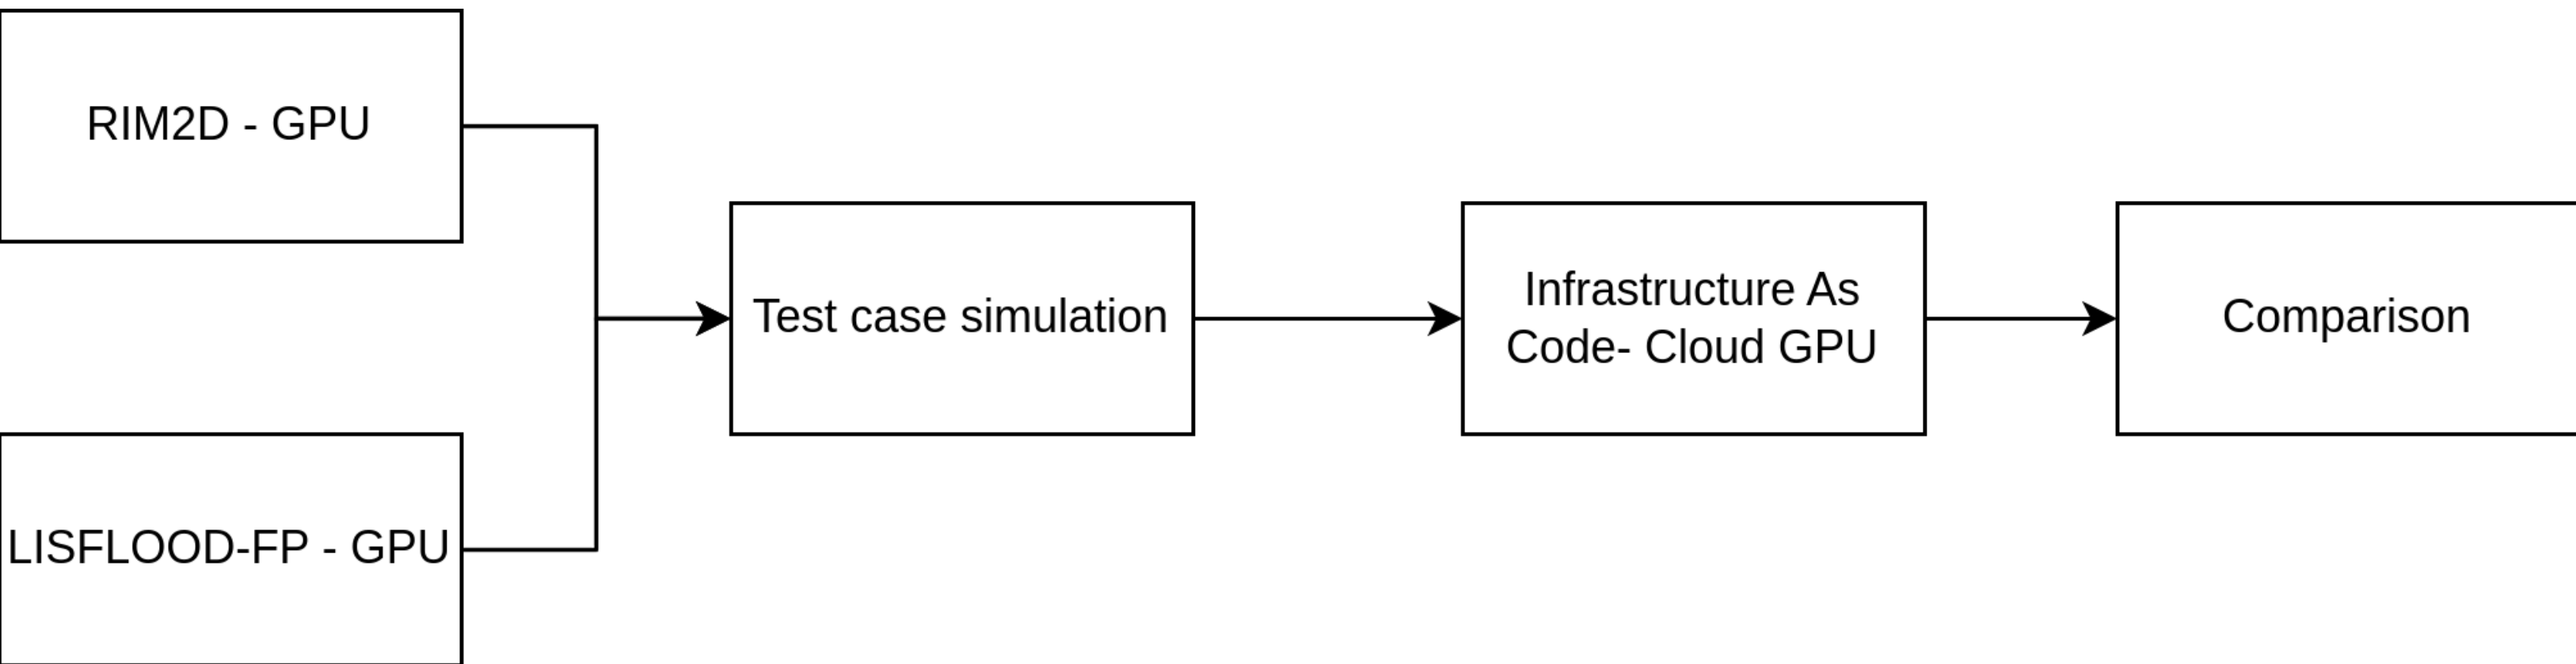 RIM2D - GPU
LISFLOOD-FP - GPU
Test case simulation
Infrastructure As
Code- Cloud GPU
Comparison